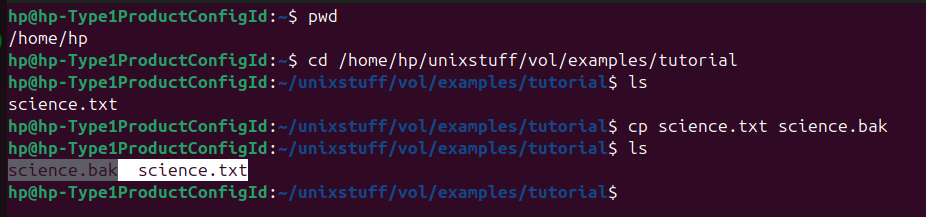 hp@hp-Type1ProductConfigId:~$ pwd
/home/hp
hp@hp-Type1ProductConfigId:~$ cd /home/hp/unixstuff/vol/examples/tutorial
hp@hp-Type1ProductConfigId:~/unixstuff/vol/examples/tutorial$ ls
science.txt
hp@hp-Type1ProductConfigId:~/unixstuff/vol/examples/tutorial$ cp science.txt science.bak
hp@hp-Type1ProductConfigId:~/unixstuff/vol/examples/tutorial$ ls
science.bak  science.txt
hp@hp-Type1ProductConfigId:~/unixstuff/vol/examples/tutorial$